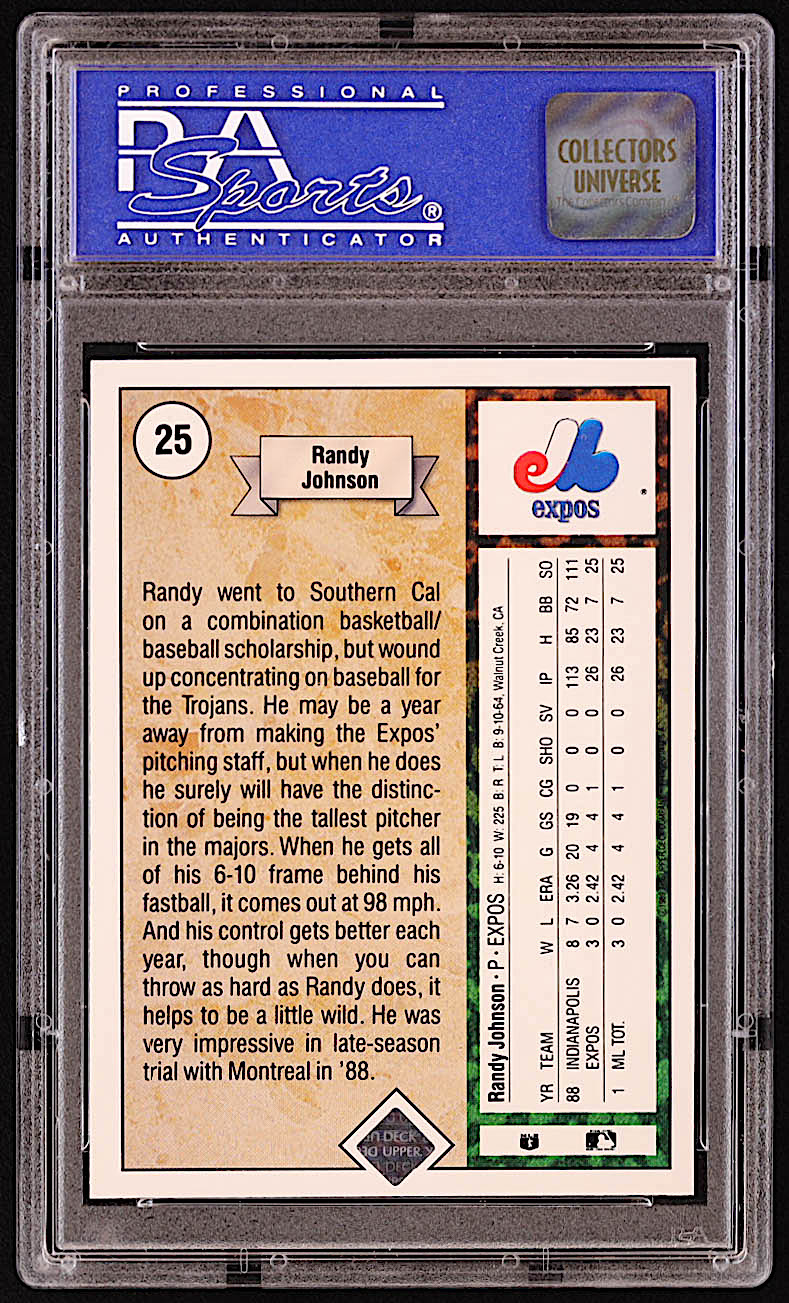 PROFESSIONAL
PSA
Sports®
AUTHENTICATOR
COLLECTORS
UNIVERSE
The Collectors Company
25
Randy
Johnson
expos
Randy went to Southern Cal
on a combination basketball/
baseball scholarship, but wound
up concentrating on baseball for
the Trojans. He may be a year
away from making the Expos'
pitching staff, but when he does
he surely will have the distinc-
tion of being the tallest pitcher
in the majors. When he gets all
of his 6-10 frame behind his
fastball, it comes out at 98 mph.
And his control gets better each
year, though when you can
throw as hard as Randy does, it
helps to be a little wild. He was
very impressive in late-season
trial with Montreal in '88.
Randy Johnson • P • EXPOS H: 6-10 W: 225 B: R T: L B: 9-10-64, Walnut Creek, CA
YR TEAM W L ERA G GS CG SHO SV IP H BB SO
88 INDIANAPOLIS 8 7 3.26 20 19 0 0 0 113 85 72 111
EXPOS 3 0 2.42 4 4 1 0 0 26 23 7 25
1 ML TOT. 3 0 2.42 4 4 1 0 0 26 23 7 25
DECK
UPPER
DEC
PSA